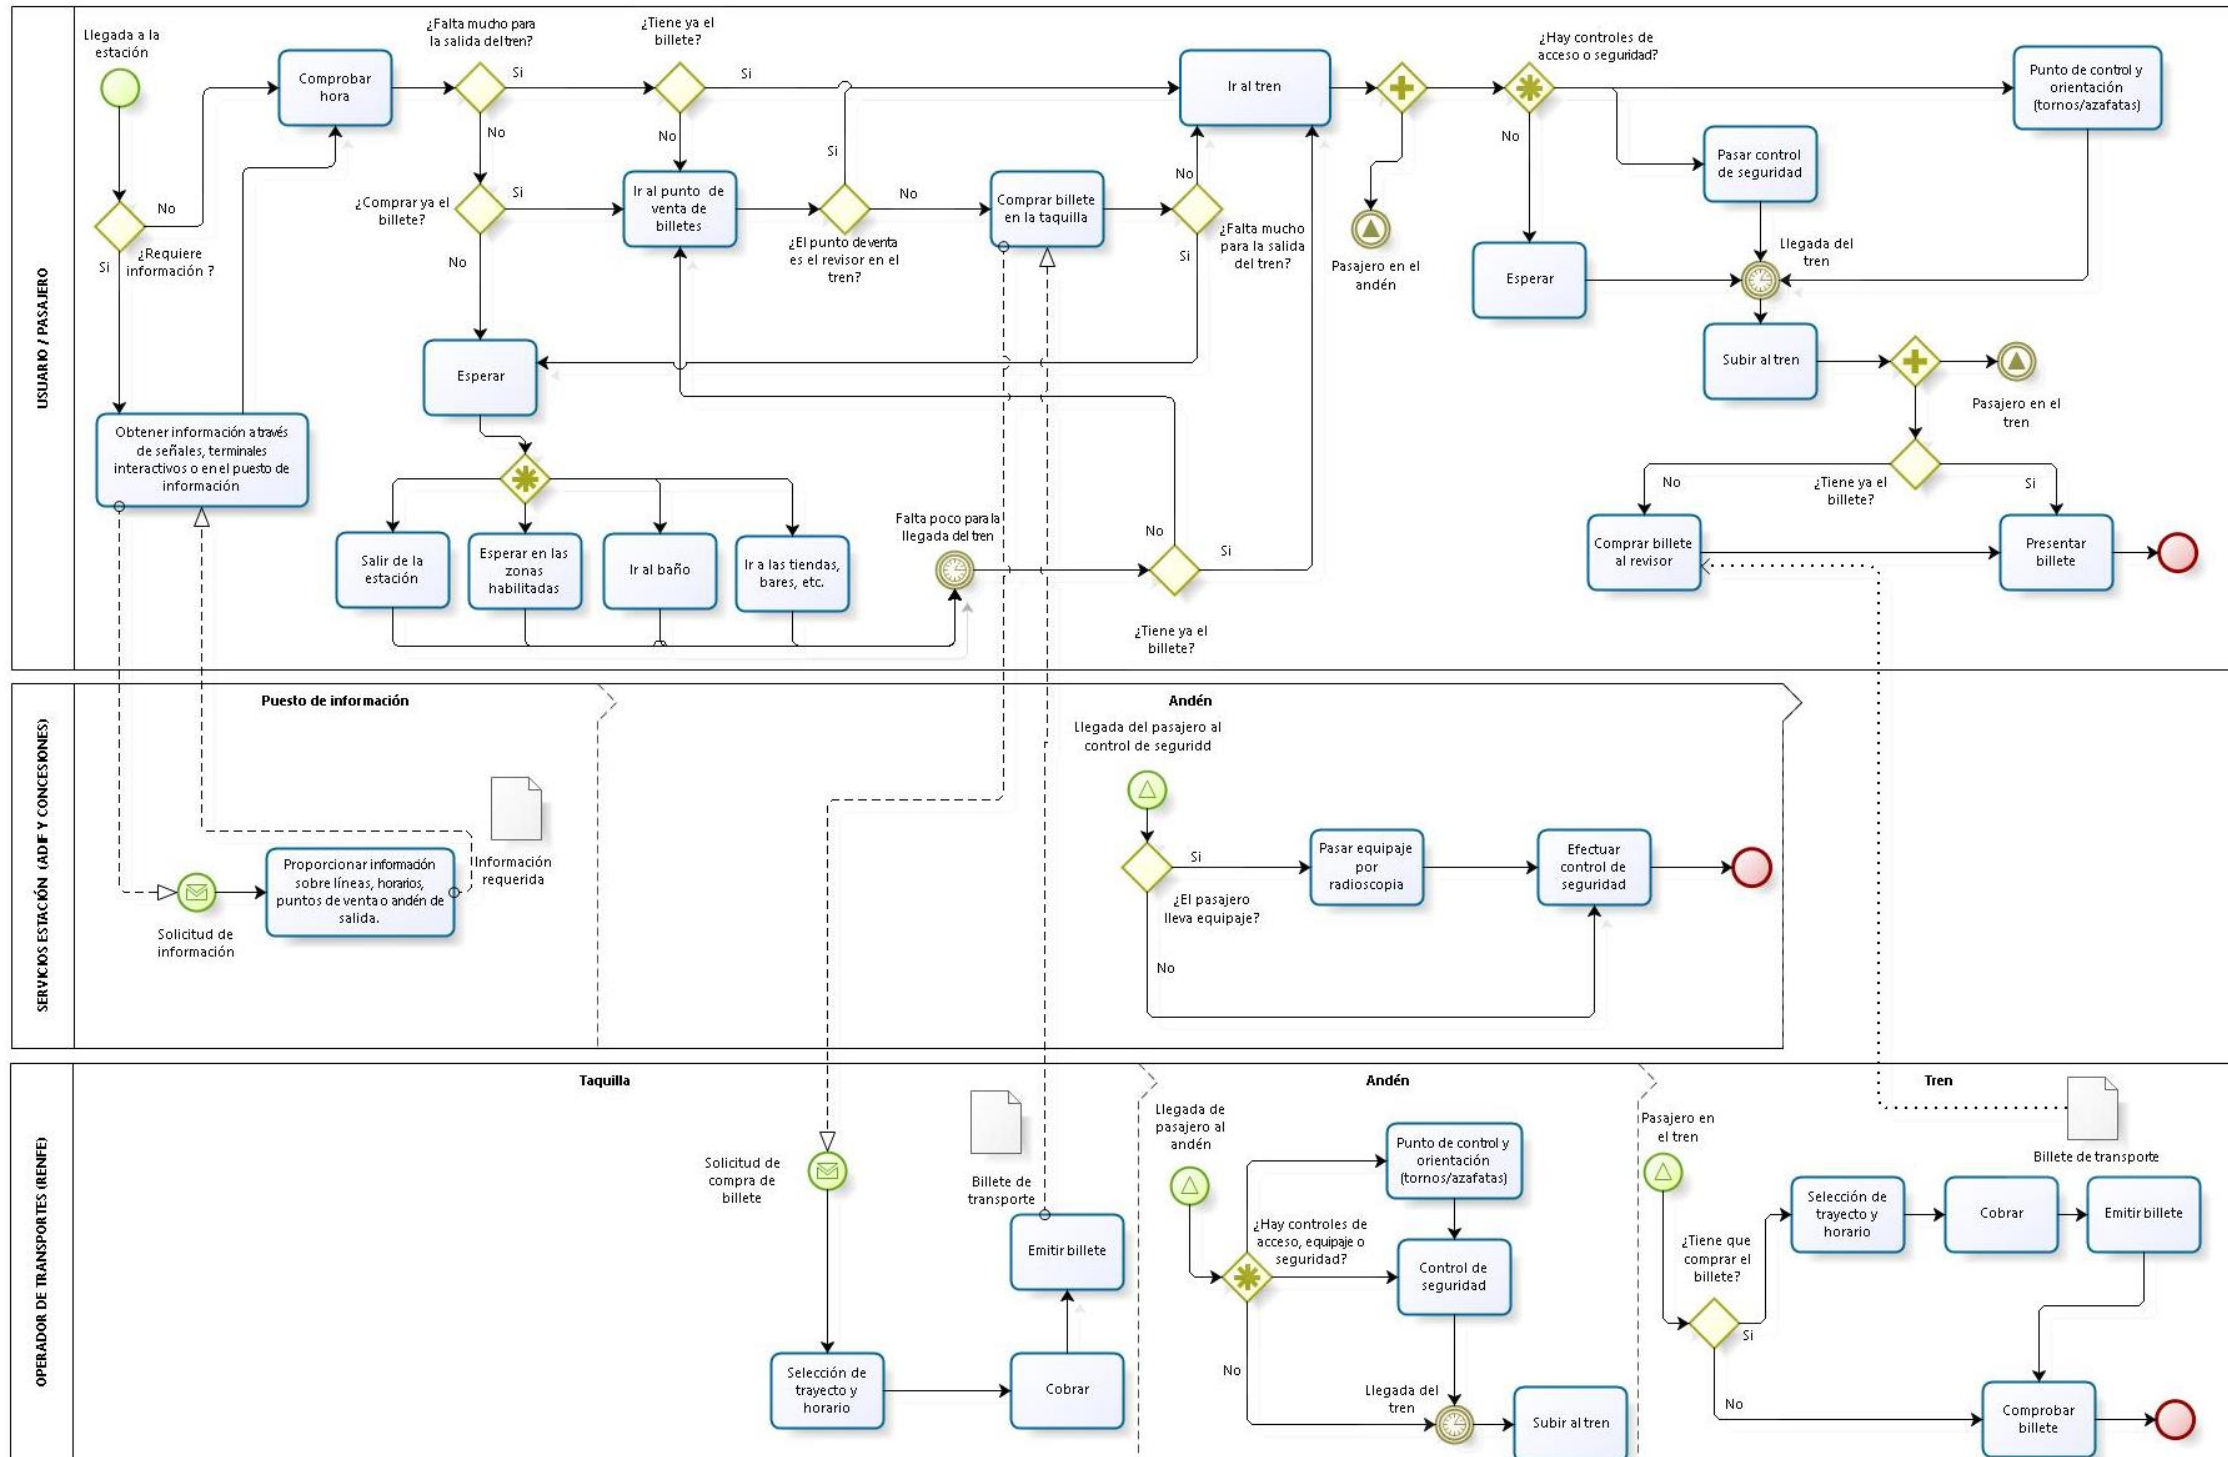 USUARIO / PASAJERO
Llegada a la
estación
¿Requiere
información ?
No
Si
Obtener información a través
de señales, terminales
interactivos o en el puesto de
información
Comprobar
hora
¿Falta mucho para
la salida del tren?
Si
No
¿Tiene ya el
billete?
Si
No
¿Comprar ya el
billete?
Si
No
Ir al punto de
venta de
billetes
¿El punto de venta
es el revisor en el
tren?
Si
No
Comprar billete
en la taquilla
¿Falta mucho
para la salida
del tren?
No
Si
Esperar
Salir de la
estación
Esperar en las
zonas
habilitadas
Ir al baño
Ir a las tiendas,
bares, etc.
Falta poco para la
llegada del tren
¿Tiene ya el
billete?
No
Si
Ir al tren
Pasajero en el
andén
¿Hay controles de
acceso o seguridad?
No
Esperar
Pasar control
de seguridad
Punto de control y
orientación
(tornos/azafatas)
Llegada del
tren
Subir al tren
Pasajero en el
tren
¿Tiene ya el
billete?
No
Si
Comprar billete
al revisor
Presentar
billete
SERVICIOS ESTACIÓN (ADIF Y CONCESIONES)
Puesto de información
Solicitud de
información
Proporcionar información
sobre líneas, horarios,
puntos de venta o andén de
salida.
Información
requerida
Andén
Llegada del pasajero al
control de seguridd
¿El pasajero
lleva equipaje?
Si
No
Pasar equipaje
por
radioscopia
Efectuar
control de
seguridad
OPERADOR DE TRANSPORTES (RENFE)
Taquilla
Solicitud de
compra de
billete
Selección de
trayecto y
horario
Cobrar
Emitir billete
Billete de
transporte
Andén
Llegada de
pasajero al
andén
¿Hay controles de
acceso, equipaje o
seguridad?
No
Punto de control y
orientación
(tornos/azafatas)
Control de
seguridad
Llegada del
tren
Subir al tren
Tren
Pasajero en
el tren
¿Tiene que
comprar el
billete?
Si
No
Selección de
trayecto y
horario
Cobrar
Emitir billete
Billete de transporte
Comprobar
billete